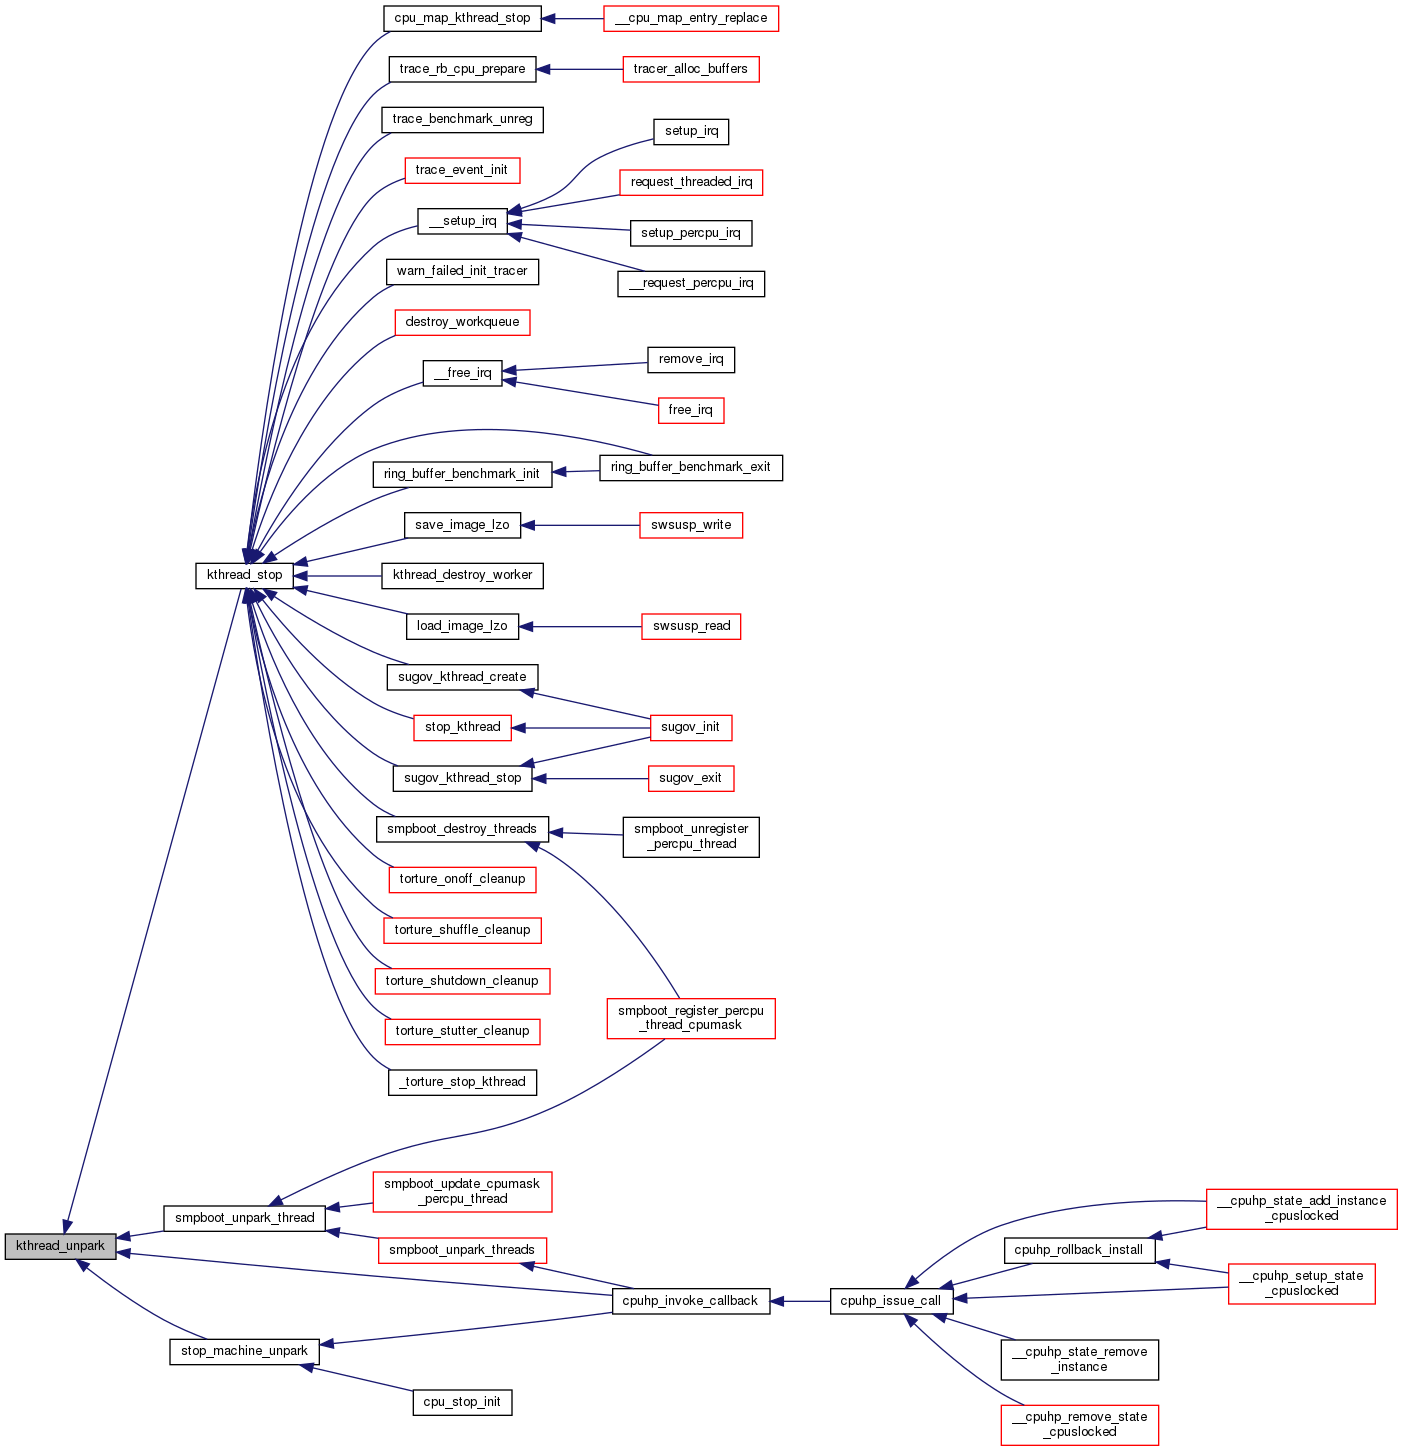 cpu_map_kthread_stop
__cpu_map_entry_replace
trace_rb_cpu_prepare
tracer_alloc_buffers
trace_benchmark_unreg
setup_irq
trace_event_init
request_threaded_irq
__setup_irq
setup_percpu_irq
warn_failed_init_tracer
__request_percpu_irq
destroy_workqueue
__free_irq
remove_irq
free_irq
ring_buffer_benchmark_init
ring_buffer_benchmark_exit
save_image_lzo
swsusp_write
kthread_stop
kthread_destroy_worker
load_image_lzo
swsusp_read
sugov_kthread_create
stop_kthread
sugov_init
sugov_kthread_stop
sugov_exit
smpboot_destroy_threads
smpboot_unregister
_percpu_thread
torture_onoff_cleanup
torture_shuffle_cleanup
torture_shutdown_cleanup
smpboot_register_percpu
_thread_cpumask
torture_stutter_cleanup
_torture_stop_kthread
smpboot_update_cpumask
_percpu_thread
smpboot_unpark_thread
__cpuhp_state_add_instance
_cpuslocked
kthread_unpark
smpboot_unpark_threads
cpuhp_rollback_install
__cpuhp_setup_state
_cpuslocked
cpuhp_invoke_callback
cpuhp_issue_call
stop_machine_unpark
__cpuhp_state_remove
_instance
cpu_stop_init
__cpuhp_remove_state
_cpuslocked